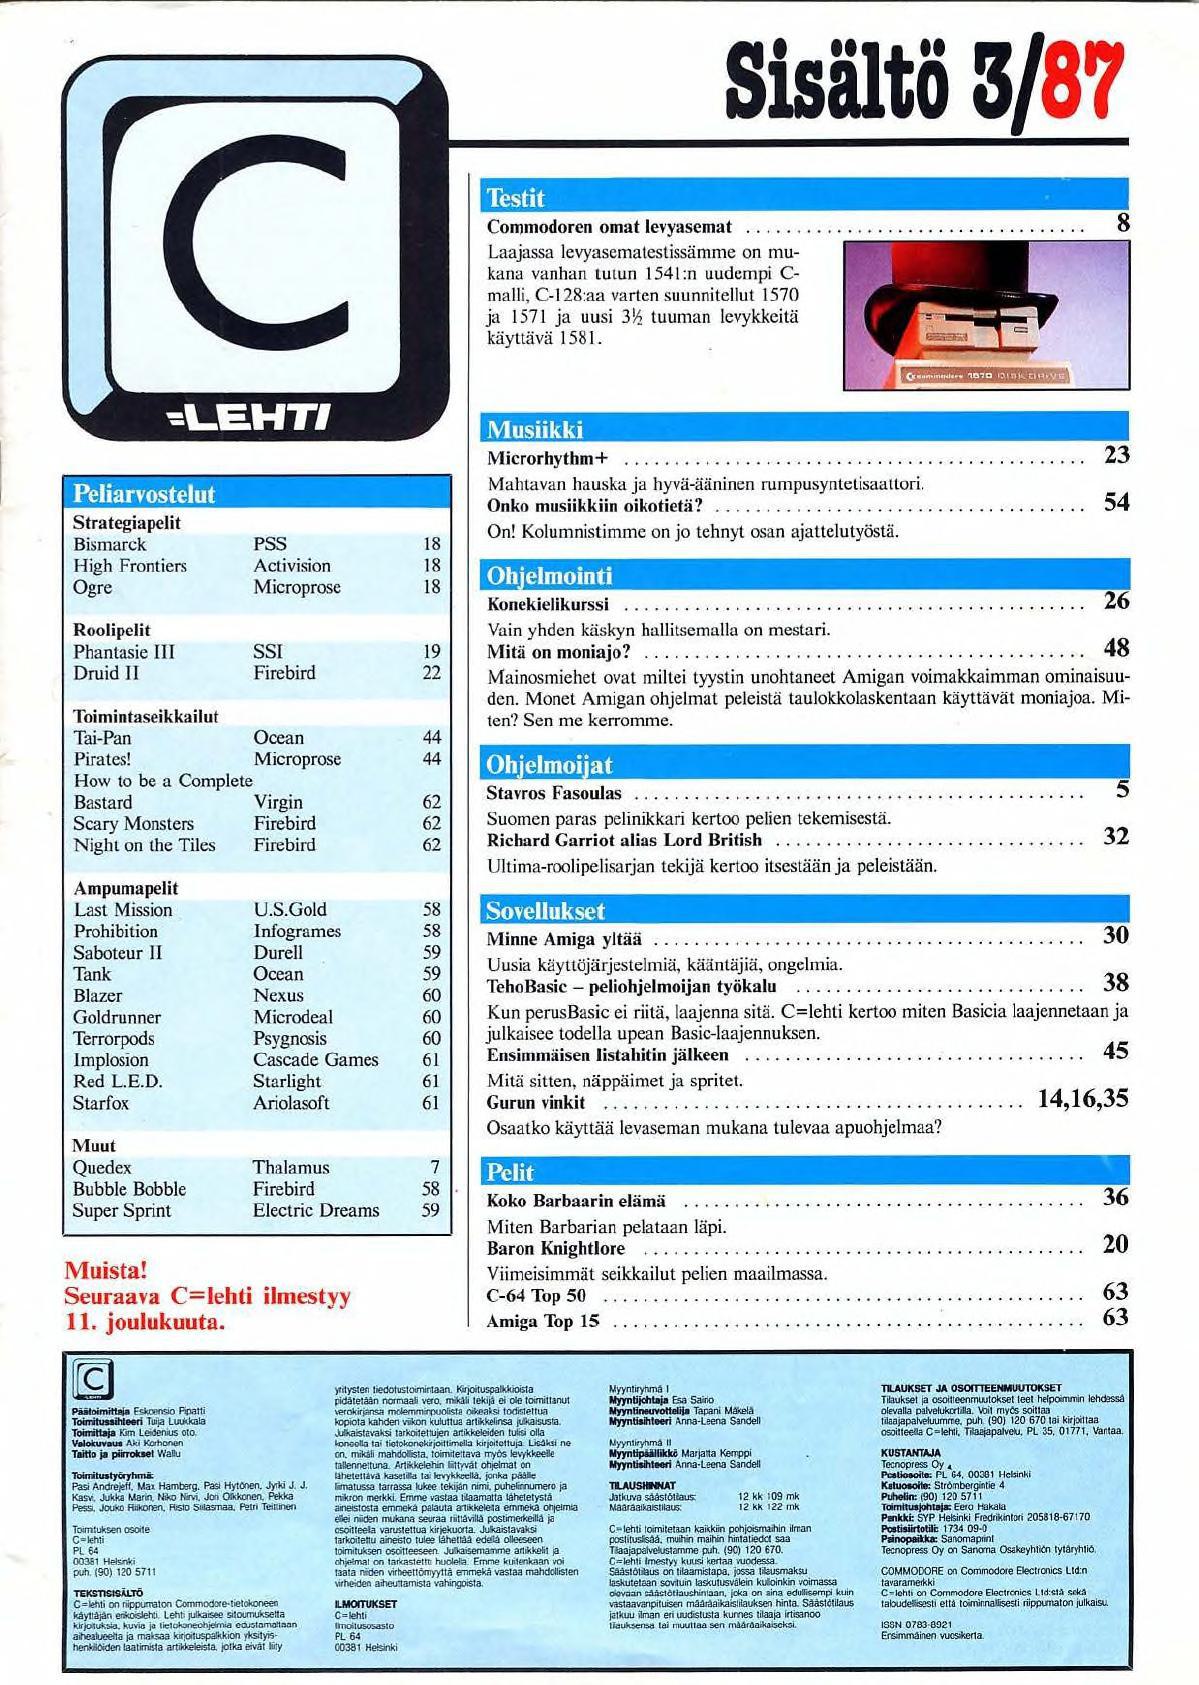 Sisältö 3/87
C
=LEHTI
Peliarvostelut
Strategiapelit
Bismarck PSS 18
High Frontiers Activision 18
Ogre Microprose 18
Roolipelit
Phantasie III SSI 19
Druid II Firebird 22
Toimintaseikkailut
Tai-Pan Ocean 44
Pirates! Microprose 44
How to be a Complete
Bastard Virgin 62
Scary Monsters Firebird 62
Night on the Tiles Firebird 62
Ampumapelit
Last Mission U.S.Gold 58
Prohibition Infogrames 58
Saboteur II Durell 59
Tank Ocean 59
Blazer Nexus 60
Goldrunner Microdeal 60
Terrorpods Psygnosis 60
Implosion Cascade Games 61
Red L.E.D. Starlight 61
Starfox Ariolasoft 61
Muut
Quedex Thalamus 7
Bubble Bobble Firebird 58
Super Sprint Electric Dreams 59
Muista!
Seuraava C=lehti ilmestyy
11. joulukuuta.
Testit
Commodoren omat levyasemat 8
Laajassa levyasematestissämme on mu-
kana vanhan tutun 1541:n uudempi C-
malli, C-128:aa varten suunnitellut 1570
ja 1571 ja uusi 3½ tuuman levykkeitä
käyttävä 1581.
commodore 1570 DISK DRIVE
Musiikki
Microrhythm+ 23
Mahtavan hauska ja hyvä-ääninen rumpusyntetisaattori.
Onko musiikkiin oikotietä? 54
On! Kolumnistimme on jo tehnyt osan ajattelutyöstä.
Ohjelmointi
Konekielikurssi 26
Vain yhden käskyn hallitsemalla on mestari.
Mitä on moniajo? 48
Mainosmiehet ovat miltei tyystin unohtaneet Amigan voimakkaimman ominaisuu-
den. Monet Amigan ohjelmat peleistä taulokkolaskentaan käyttävät moniajoa. Mi-
ten? Sen me kerromme.
Ohjelmoijat
Stavros Fasoulas 5
Suomen paras pelinikkari kertoo pelien tekemisestä.
Richard Garriot alias Lord British 32
Ultima-roolipelisarjan tekijä kertoo itsestään ja peleistään.
Sovellukset
Minne Amiga yltää 30
Uusia käyttöjärjestelmiä, kääntäjiä, ongelmia.
TehoBasic – peliohjelmoijan työkalu 38
Kun perusBasic ei riitä, laajenna sitä. C=lehti kertoo miten Basicia laajennetaan ja
julkaisee todella upean Basic-laajennuksen.
Ensimmäisen listahitin jälkeen 45
Mitä sitten, näppäimet ja spritet.
Gurun vinkit 14,16,35
Osaatko käyttää levaseman mukana tulevaa apuohjelmaa?
Pelit
Koko Barbaarin elämä 36
Miten Barbarian pelataan läpi.
Baron Knightlore 20
Viimeisimmät seikkailut pelien maailmassa.
C-64 Top 50 63
Amiga Top 15 63
C
LEHTI
Päätoimittaja Eskoensio Pipatti
Toimitussihteeri Tuija Luukkala
Toimittaja Kim Leidenius oto.
Valokuvaus Aki Korhonen
Taitto ja piirrokset Wallu
Toimitustyöryhmä:
Pasi Andrejeff, Max Hamberg, Pasi Hytönen, Jyrki J. J.
Kasvi, Jukka Marin, Niko Nirvi, Jori Olkkonen, Pekka
Pessi, Jouko Riikonen, Risto Siilasmaa, Petri Teittinen
Toimituksen osoite
C=lehti
PL 64
00381 Helsinki
puh. (90) 120 5711
TEKSTISISÄLTÖ
C=lehti on riippumaton Commodore-tietokoneen
käyttäjän erikoislehti. Lehti julkaisee sitoumuksetta
kirjoituksia, kuvia ja tietokoneohjelmia edustamaltaan
aihealueelta ja maksaa kirjoituspalkkion yksityis-
henkilöiden laatimista artikkeleista, jotka eivät liity
yritysten tiedotustoimintaan. Kirjoituspalkkioista
pidätetään normaali vero, mikäli tekijä ei ole toimittanut
verokirjansa molemminpuolista oikeaksi todistettua
kopiota kahden viikon kuluttua artikkelinsa julkaisusta.
Julkaistavaksi tarkoitettujen artikkeleiden tulisi olla
koneella tai tietokonekirjoittimella kirjoitettuja. Lisäksi ne
on, mikäli mahdollista, toimitettava myös levykkeelle
tallennettuna. Artikkeleihin liittyvät ohjelmat on
lähetettävä kasetilla tai levykkeellä, jonka päälle
liimatussa tarrassa lukee tekijän nimi, puhelinnumero ja
mikron merkki. Emme vastaa tilaamatta lähetetystä
aineistosta emmekä palauta artikkeleita emmekä ohjelmia
ellei niiden mukana seuraa riittävillä postimerkeillä ja
osoitteella varustettua kirjekuorta. Julkaistavaksi
tarkoitettu aineisto tulee lähettää edellä olleeseen
toimituksen osoitteeseen. Julkaisemamme artikkelit ja
ohjelmat on tarkastettu huolella. Emme kuitenkaan voi
taata niiden virheettömyyttä emmekä vastaa mahdollisten
virheiden aiheuttamista vahingoista.
ILMOITUKSET
C=lehti
Ilmoitusosasto
PL 64
00381 Helsinki
Myyntiryhmä I
Myyntijohtaja Esa Sairio
Myyntineuvottelija Tapani Mäkelä
Myyntisihteeri Anna-Leena Sandell
Myyntiryhmä II
Myyntipäällikkö Marjatta Kemppi
Myyntisihteeri Anna-Leena Sandell
TILAUSHINNAT
Jatkuva säästötilaus: 12 kk 109 mk
Määräaikaistilaus: 12 kk 122 mk
C=lehti toimitetaan kaikkiin pohjoismaihin ilman
postituslisää, muihin maihin hintatiedot saa
Tilaajapalvelustamme puh. (90) 120 670.
C=lehti ilmestyy kuusi kertaa vuodessa.
Säästötilaus on tilaamistapa, jossa tilausmaksu
laskutetaan sovituin laskutusvälein kulloinkin voimassa
olevaan säästötilaushintaan, joka on aina edullisempi kuin
vastaavanpituisen määräaikaistilauksen hinta. Säästötilaus
jatkuu ilman eri uudistusta kunnes tilaaja irtisanoo
tilauksensa tai muuttaa sen määräaikaiseksi.
TILAUKSET JA OSOITTEENMUUTOKSET
Tilaukset ja osoitteenmuutokset teet helpoimmin lehdessä
olevalla palvelukortilla. Voit myös soittaa
tilaajapalveluumme, puh. (90) 120 670 tai kirjoittaa
osoitteella C=lehti, Tilaajapalvelu, PL 35, 01771, Vantaa.
KUSTANTAJA
Tecnopress Oy
Postiosoite: PL 64, 00381 Helsinki
Katuosoite: Strömbergintie 4
Puhelin: (90) 120 5711
Toimitusjohtaja: Eero Hakala
Pankki: SYP Helsinki Fredrikintori 205818-67170
Postisiirtotili: 1734 09-0
Painopaikka: Sanomaprint
Tecnopress Oy on Sanoma Osakeyhtiön tytäryhtiö.
COMMODORE on Commodore Electronics Ltd:n
tavaramerkki
C=lehti on Commodore Electronics Ltd:stä sekä
taloudellisesti että toiminnallisesti riippumaton julkaisu.
ISSN 0783-8921
Ensimmäinen vuosikerta.